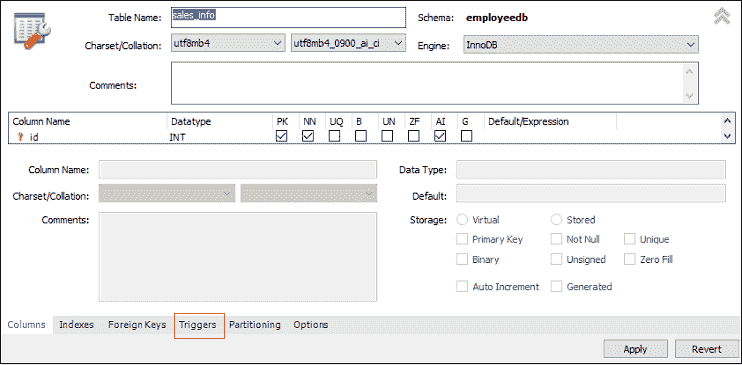 Table Name: sales_info Schema: employeedb
Charset/Collation: utf8mb4 utf8mb4_0900_ai_ci Engine: InnoDB
Comments:
Column Name Datatype PK NN UQ B UN ZF AI G Default/Expression
id INT
Column Name: Data Type:
Charset/Collation: Default:
Comments: Storage: Virtual Stored
Primary Key Not Null Unique
Binary Unsigned Zero Fill
Auto Increment Generated
Columns Indexes Foreign Keys Triggers Partitioning Options
Apply Revert